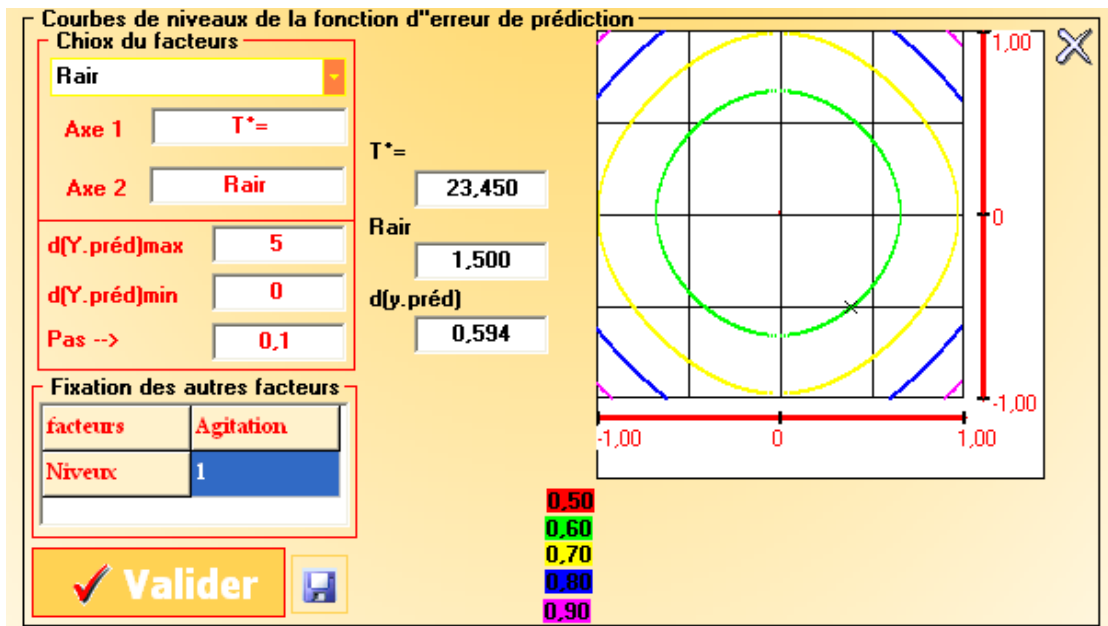 Courbes de niveaux de la fonction d"erreur de prédiction
Chiox du facteurs
Rair
Axe 1 T*=
Axe 2 Rair
d(Y.préd)max 5
d(Y.préd)min 0
Pas --> 0,1
T*=
23,450
Rair
1,500
d(y.préd)
0,594
Fixation des autres facteurs
facteurs Agitation
Niveux 1
Valider
1,00
0
-1,00
-1,00 0 1,00
0,50
0,60
0,70
0,80
0,90